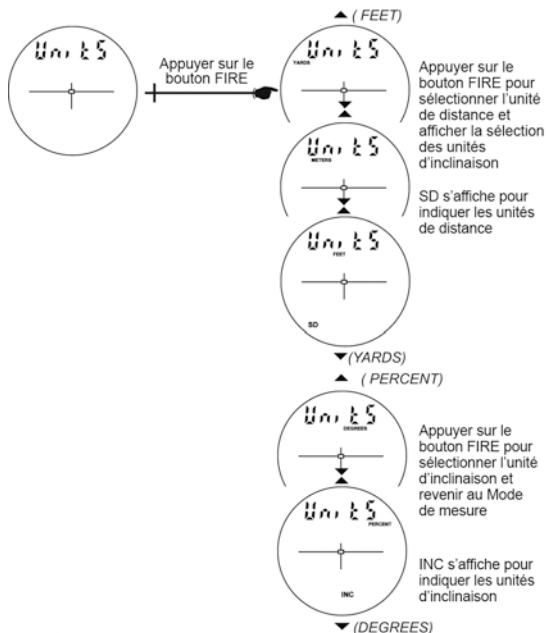 ▲ ( FEET)
UnitS
Appuyer sur le
bouton FIRE
UnitS
YARDS
Appuyer sur le
bouton FIRE pour
sélectionner l'unité
de distance et
afficher la sélection
des unités
d'inclinaison
UnitS
METERS
SD s'affiche pour
indiquer les unités
de distance
UnitS
FEET
SD
▼(YARDS)
▲ ( PERCENT)
UnitS
DEGREES
Appuyer sur le
bouton FIRE pour
sélectionner l'unité
d'inclinaison et
revenir au Mode
de mesure
UnitS
PERCENT
INC
INC s'affiche pour
indiquer les unités
d'inclinaison
▼ (DEGREES)